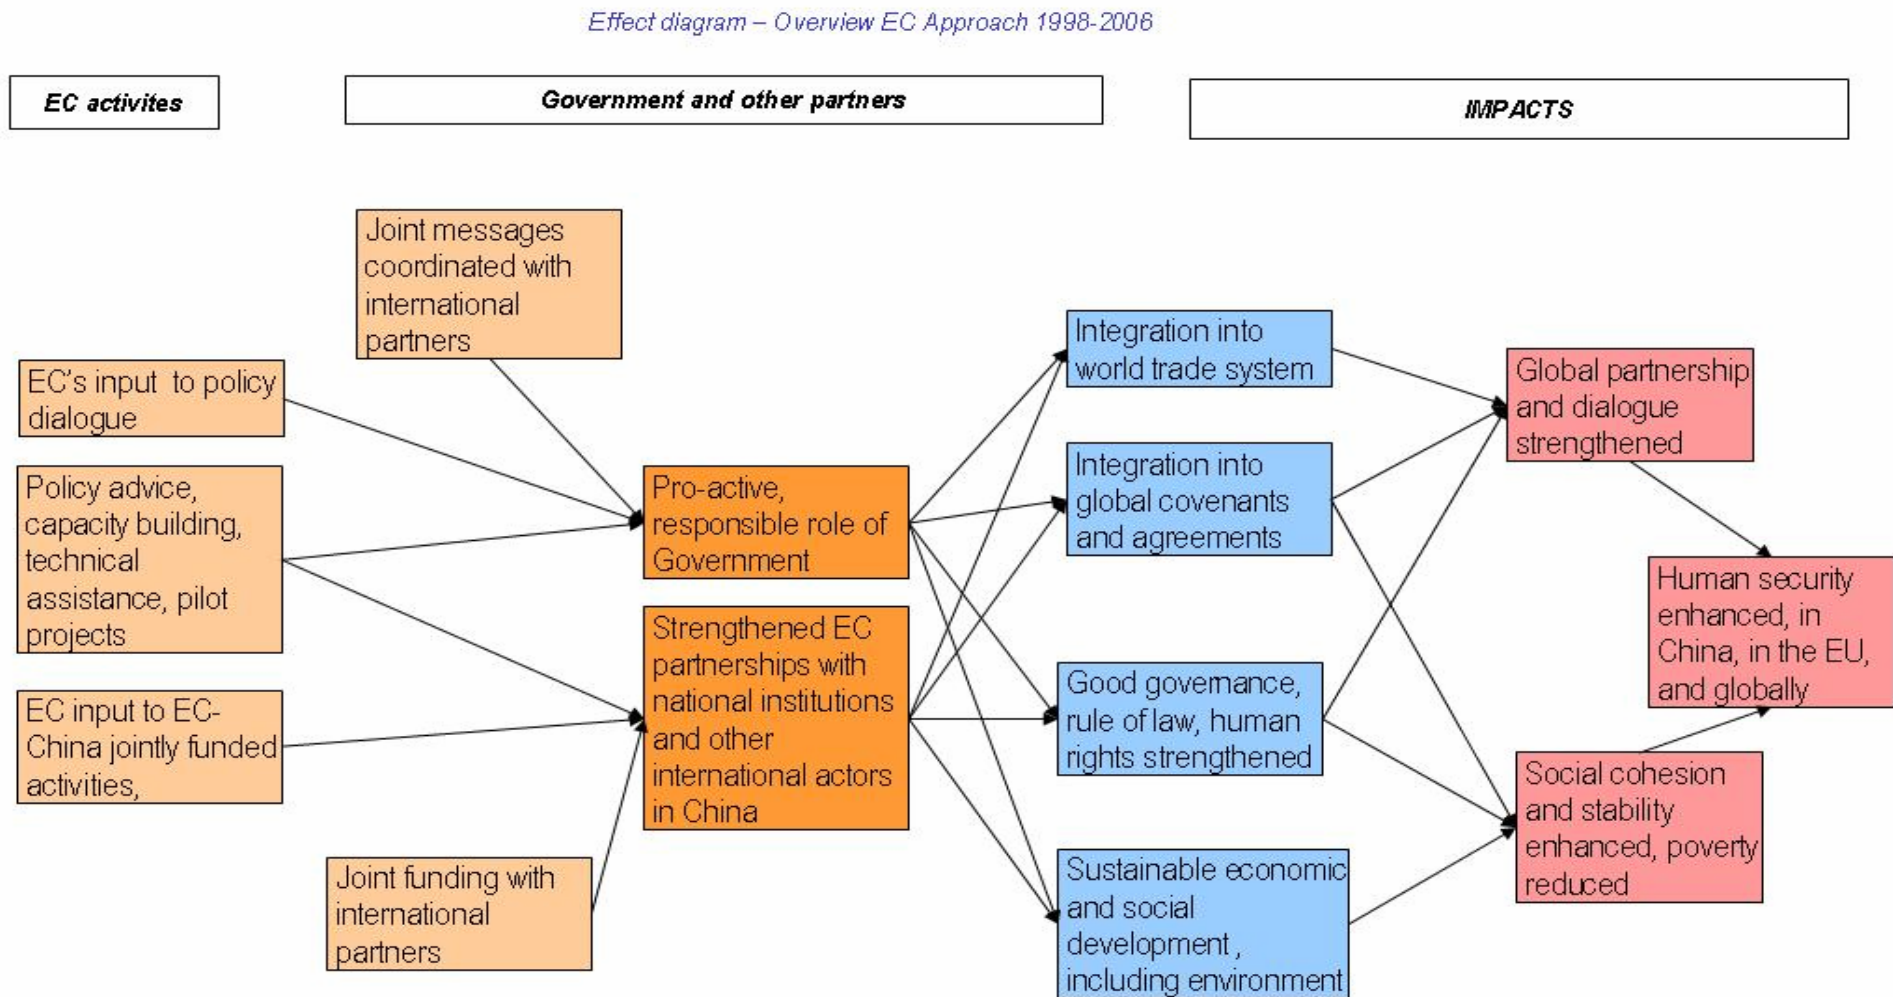 Effect diagram – Overview EC Approach 1998-2006
EC activites
Government and other partners
IMPACTS
Joint messages
coordinated with
international
partners
EC's input  to policy
dialogue
Policy advice,
capacity building,
technical
assistance, pilot
projects
EC input to EC-
China jointly funded
activities,
Joint funding with
international
partners
Pro-active,
responsible role of
Government
Strengthened EC
partnerships with
national institutions
and other
international actors
in China
Integration into
world trade system
Integration into
global covenants
and agreements
Good governance,
rule of law, human
rights strengthened
Sustainable economic
and social
development ,
including environment
Global partnership
and dialogue
strengthened
Human security
enhanced, in
China, in the EU,
and globally
Social cohesion
and stability
enhanced, poverty
reduced